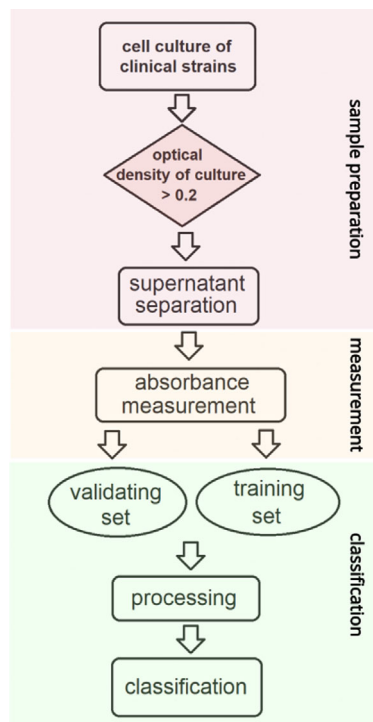 cell culture of
clinical strains
optical
density of culture
> 0.2
supernatant
separation
sample preparation
absorbance
measurement
measurement
validating
set
training
set
processing
classification
classification